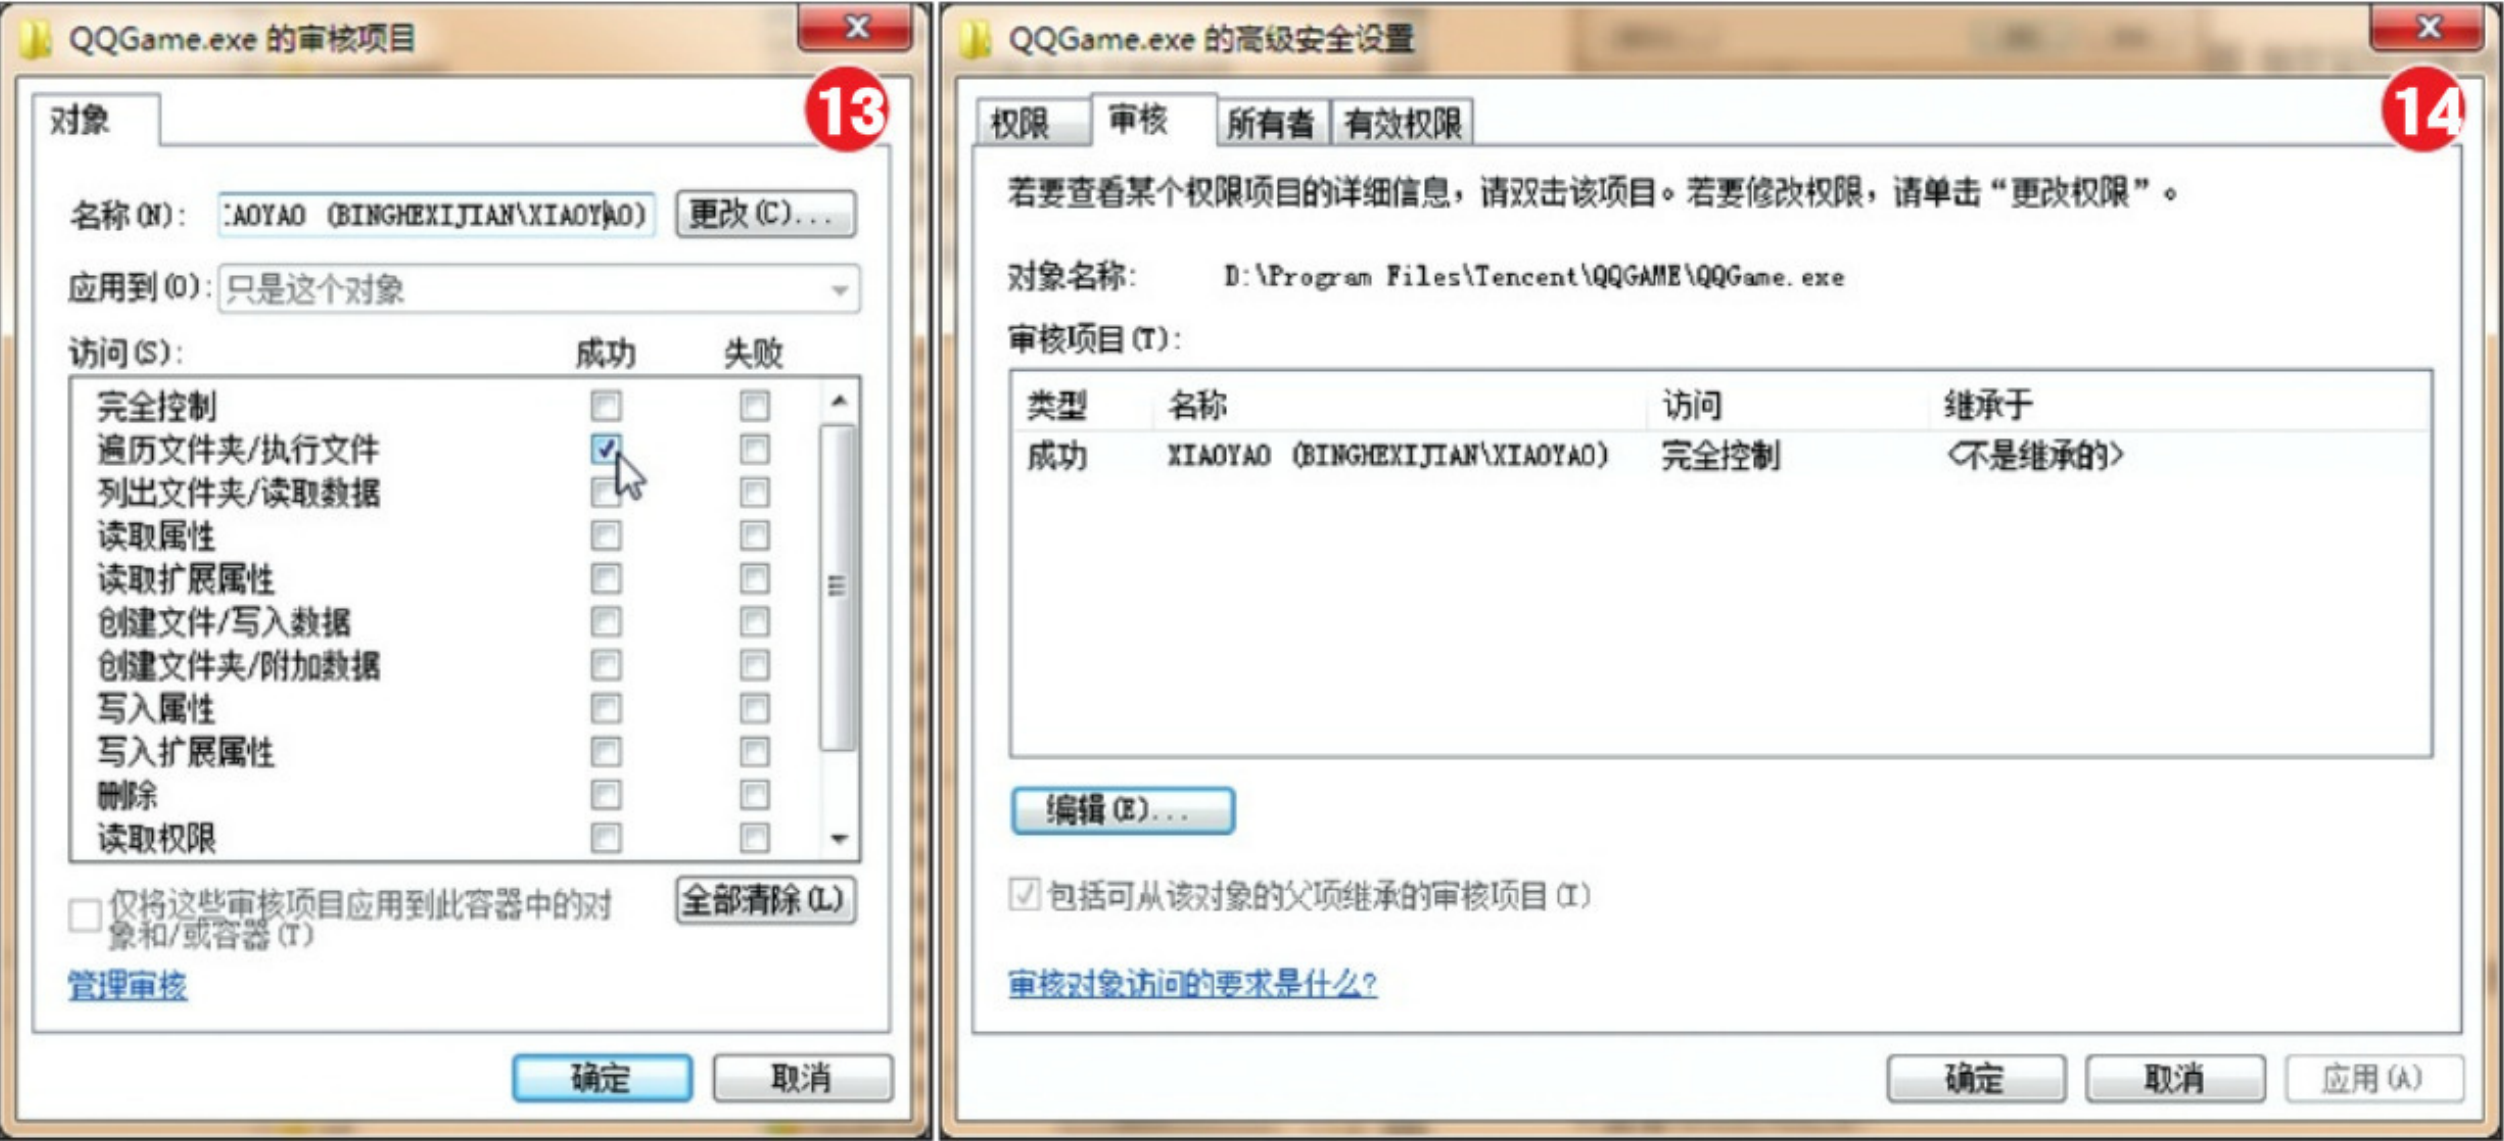 QQGame.exe 的审核项目
13
对象
名称(N):
:AOYAO (BINGHEXIJIAN\XIAOYAO)
更改(C)...
应用到(O):
只是这个对象
访问(S):
成功
失败
完全控制
遍历文件夹/执行文件
列出文件夹/读取数据
读取属性
读取扩展属性
创建文件/写入数据
创建文件夹/附加数据
写入属性
写入扩展属性
删除
读取权限
仅将这些审核项目应用到此容器中的对
象和/或容器(T)
全部清除(L)
管理审核
确定
取消
QQGame.exe 的高级安全设置
14
权限
审核
所有者
有效权限
若要查看某个权限项目的详细信息，请双击该项目。若要修改权限，请单击“更改权限”。
对象名称:
D:\Program Files\Tencent\QQGAME\QQGame.exe
审核项目(T):
类型
名称
访问
继承于
成功
XIAOYAO (BINGHEXIJIAN\XIAOYAO)
完全控制
<不是继承的>
编辑(E)...
包括可从该对象的父项继承的审核项目(I)
审核对象访问的要求是什么?
确定
取消
应用(A)